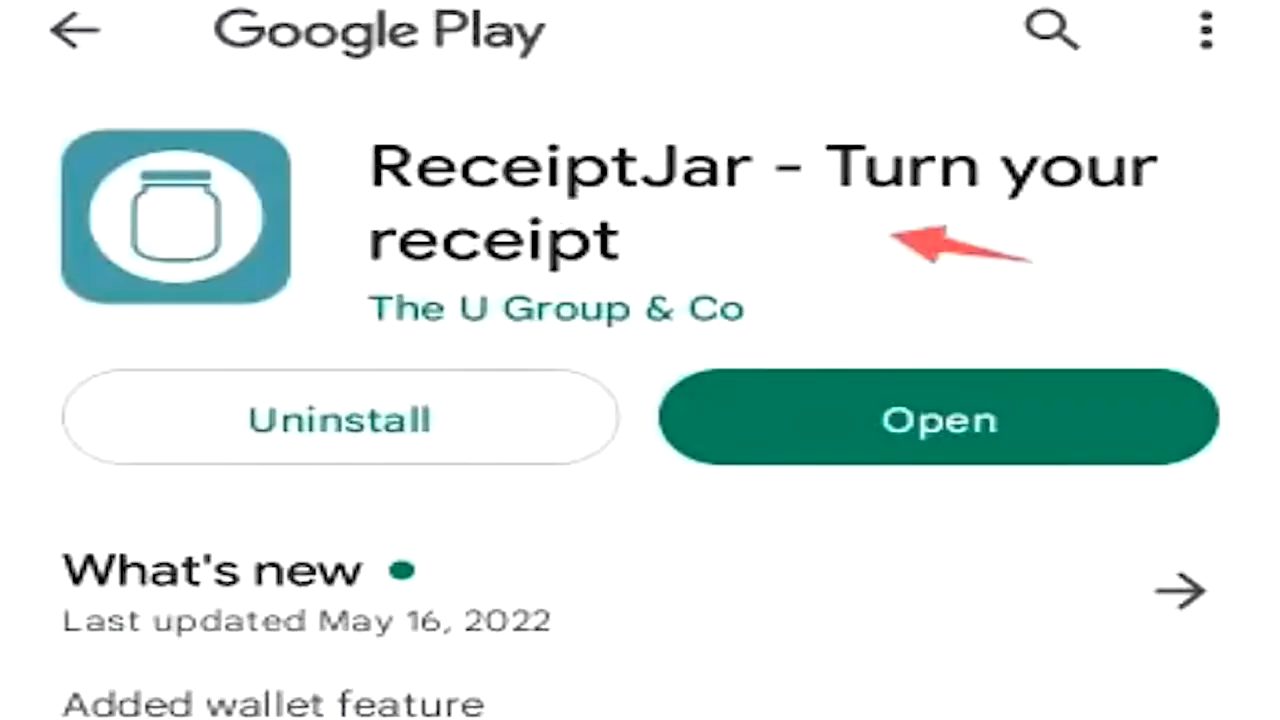 Google Play
ReceiptJar - Turn your
receipt
The U Group & Co
Uninstall
Open
What's new
Last updated May 16, 2022
Added wallet feature